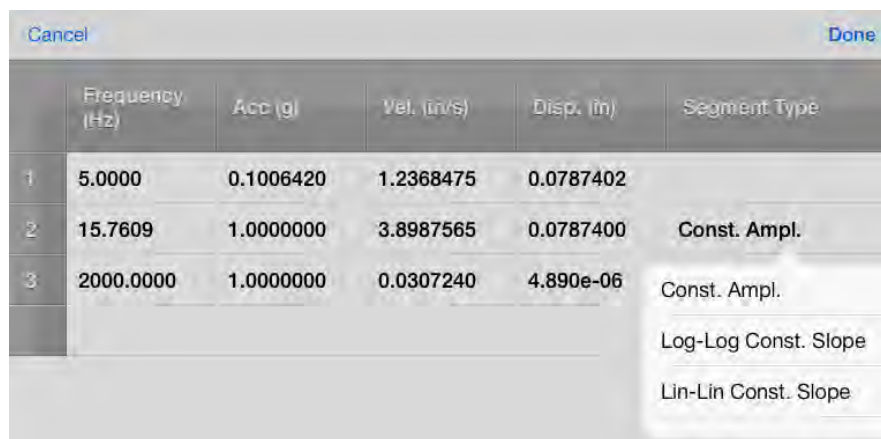 Cancel Done
Frequency (Hz) Acc (g) Vel. (in/s) Disp. (in) Segment Type
1 5.0000 0.1006420 1.2368475 0.0787402
2 15.7609 1.0000000 3.8987565 0.0787400 Const. Ampl.
3 2000.0000 1.0000000 0.0307240 4.890e-06
Const. Ampl.
Log-Log Const. Slope
Lin-Lin Const. Slope